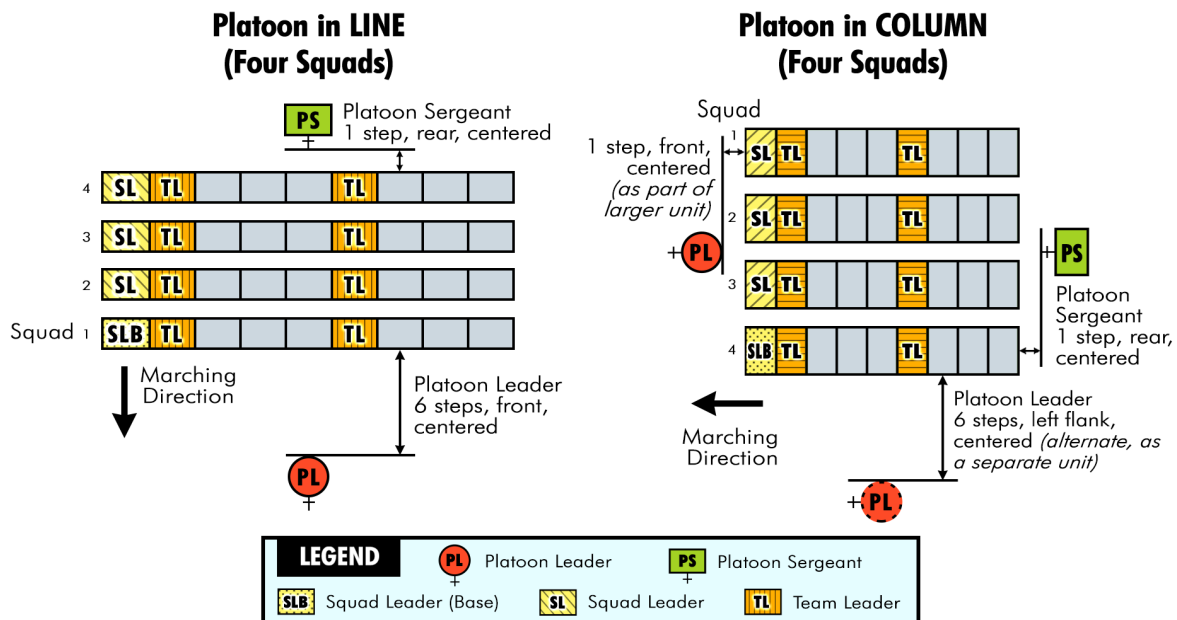 Platoon in LINE
(Four Squads)
PS
Platoon Sergeant
1 step, rear, centered
4 SL TL TL
3 SL TL TL
2 SL TL TL
Squad 1 SLB TL TL
Marching
Direction
Platoon Leader
6 steps, front,
centered
PL
Platoon in COLUMN
(Four Squads)
Squad
1 SL TL TL
1 step, front,
centered
(as part of
larger unit)
2 SL TL TL
PL
PS
3 SL TL TL
Platoon
Sergeant
1 step, rear,
centered
4 SLB TL TL
Marching
Direction
Platoon Leader
6 steps, left flank,
centered (alternate, as
a separate unit)
PL
LEGEND
PL Platoon Leader
PS Platoon Sergeant
SLB Squad Leader (Base)
SL Squad Leader
TL Team Leader